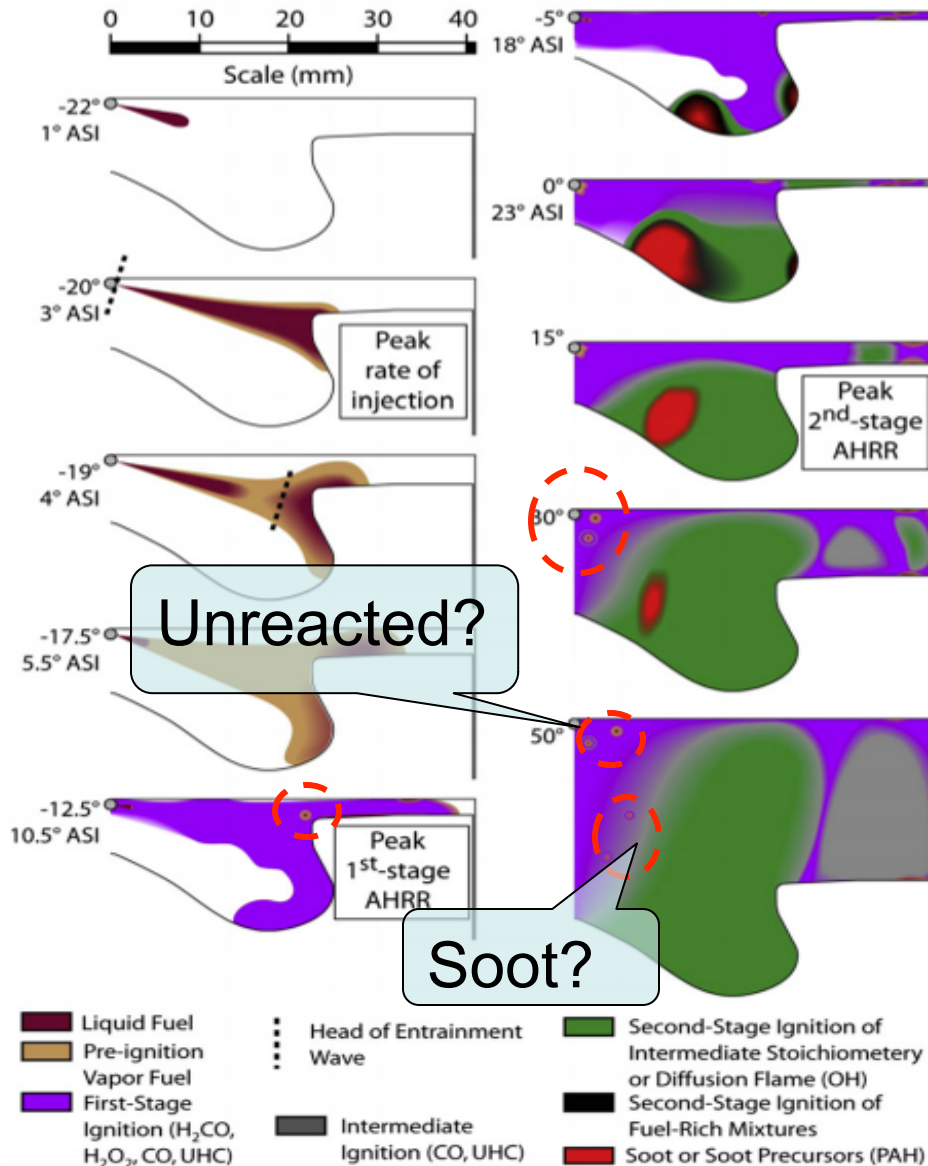 0 10 20 30 40
Scale (mm)
-22°
1° ASI
-20°
3° ASI
Peak
rate of
injection
-19°
4° ASI
Unreacted?
-17.5°
5.5° ASI
-12.5°
10.5° ASI
Peak
1st-stage
AHRR
-5°
18° ASI
0°
23° ASI
15°
Peak
2nd-stage
AHRR
30°
50°
Soot?
Liquid Fuel
Pre-ignition
Vapor Fuel
First-Stage
Ignition (H2CO,
H2O2, CO, UHC)
Head of Entrainment
Wave
Intermediate
Ignition (CO, UHC)
Second-Stage Ignition of
Intermediate Stoichiometery
or Diffusion Flame (OH)
Second-Stage Ignition of
Fuel-Rich Mixtures
Soot or Soot Precursors (PAH)